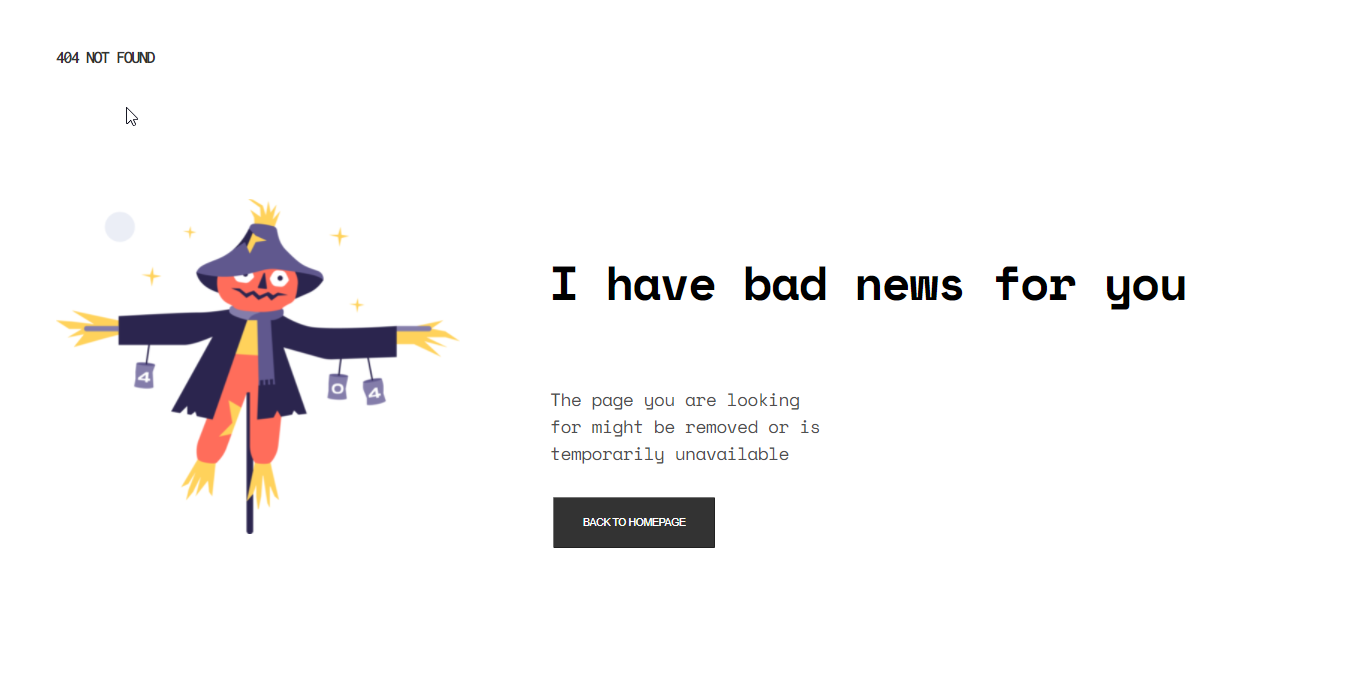 404 NOT FOUND
4
0
4
I have bad news for you
The page you are looking
for might be removed or is
temporarily unavailable
BACK TO HOMEPAGE